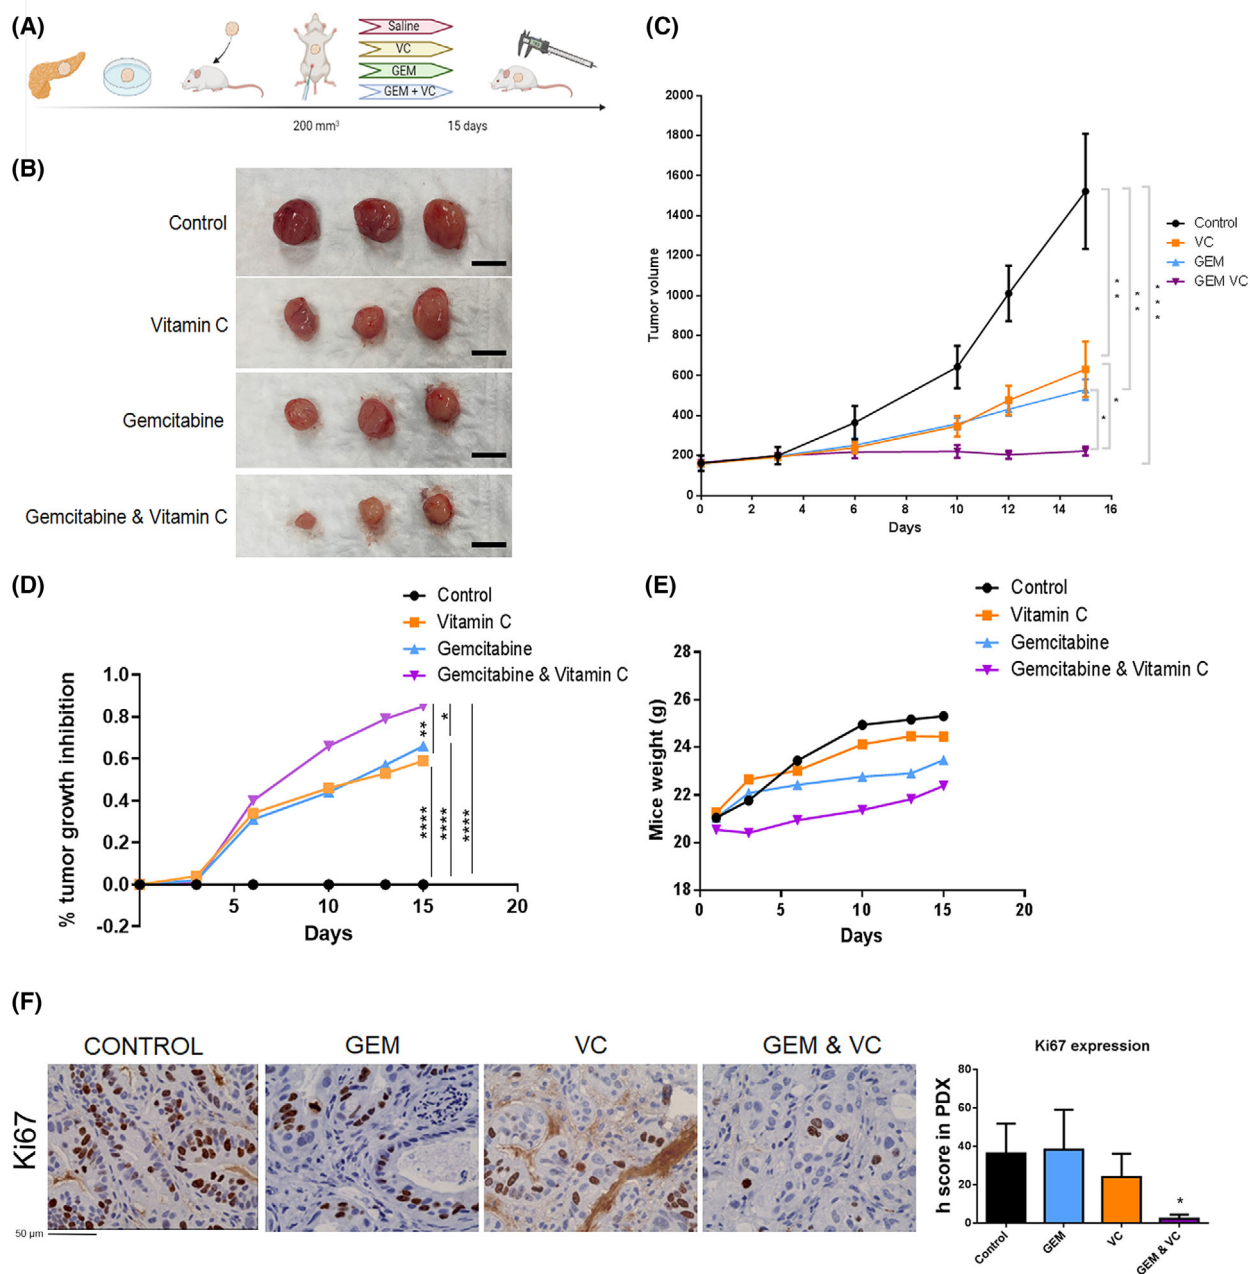 (A)
Saline
VC
GEM
GEM + VC
200 mm³
15 days
(B)
Control
Vitamin C
Gemcitabine
Gemcitabine & Vitamin C
(C)
2000
1800
1600
1400
1200
1000
800
600
400
200
0
Tumor volume
0 2 4 6 8 10 12 14 16
Days
Control
VC
GEM
GEM VC
* *
* *
* * *
*
*
(D)
Control
Vitamin C
Gemcitabine
Gemcitabine & Vitamin C
1.0
0.8
0.6
0.4
0.2
0.0
-0.2
% tumor growth inhibition
5 10 15 20
Days
**
*
****
****
****
(E)
Control
Vitamin C
Gemcitabine
Gemcitabine & Vitamin C
28
26
24
22
20
18
Mice weight (g)
0 5 10 15 20
Days
(F)
CONTROL
GEM
VC
GEM & VC
Ki67
50 µm
Ki67 expression
80
60
40
20
0
h score in PDX
*
Control
GEM
VC
GEM & VC